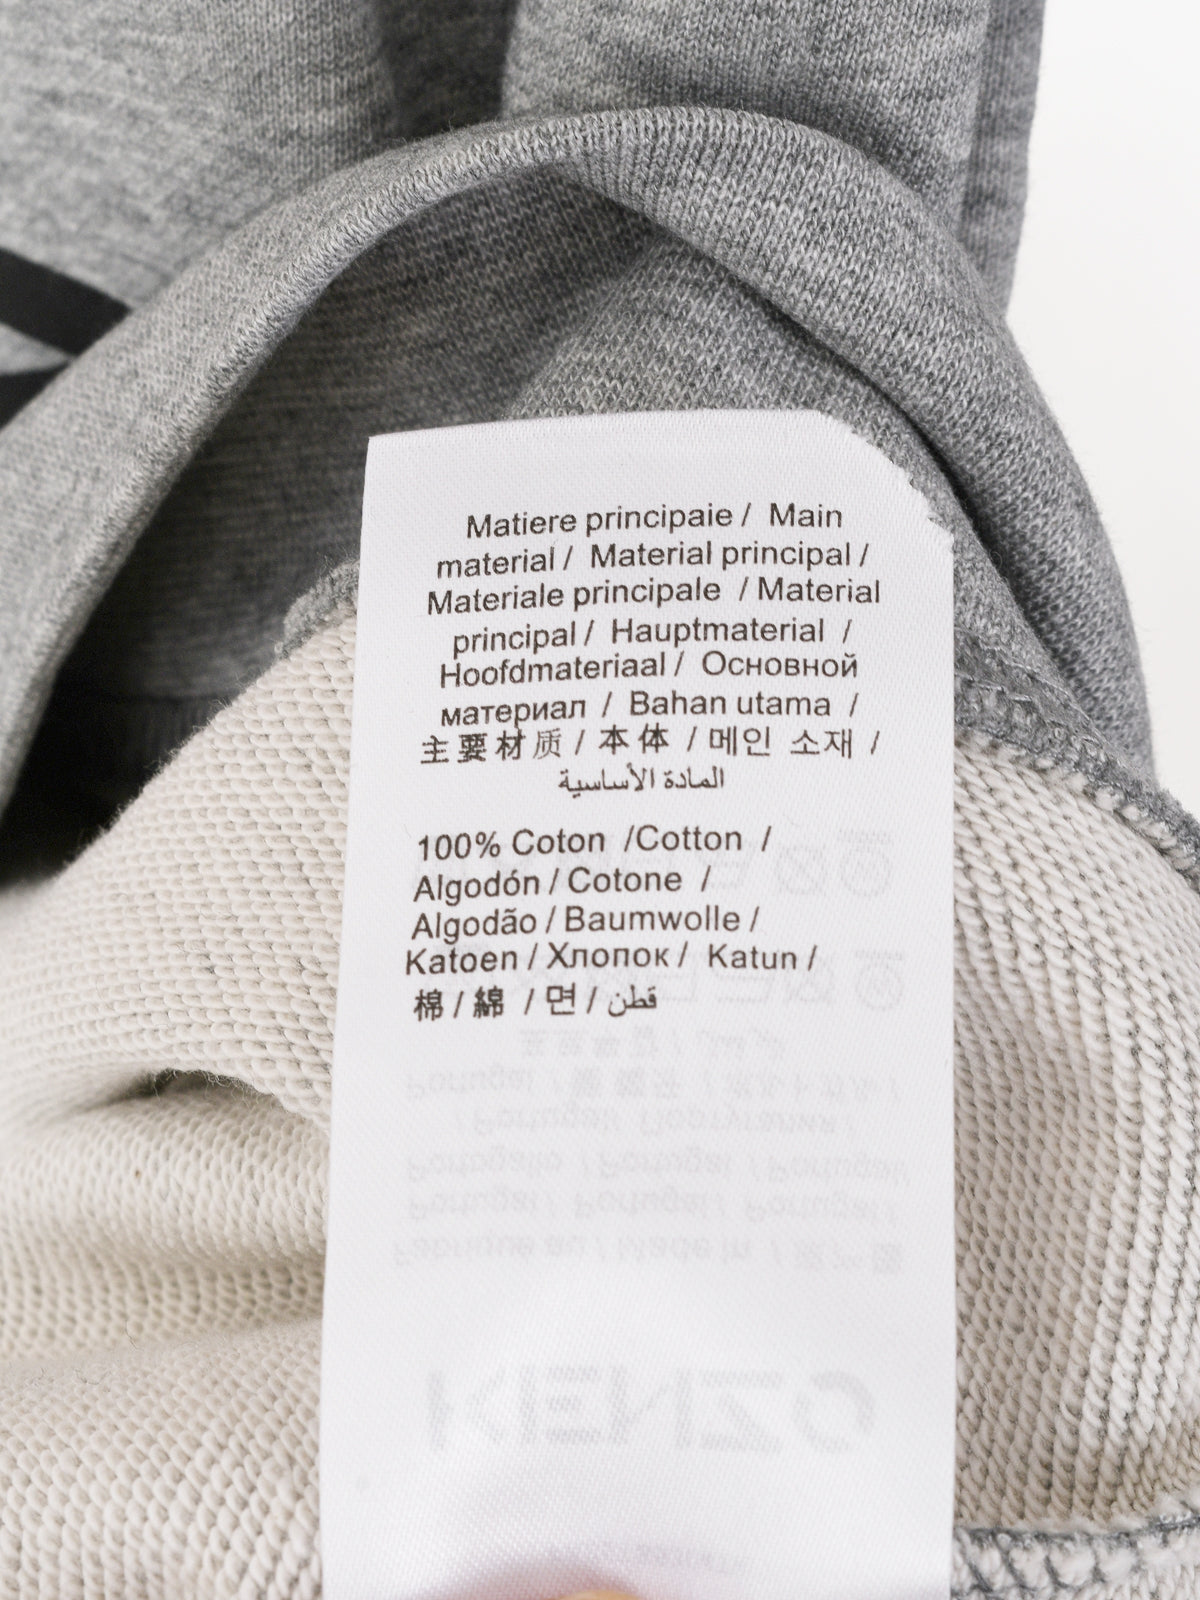 Matiere principaie / Main
material / Material principal /
Materiale principale / Material
principal / Hauptmaterial /
Hoofdmateriaal / Основной
материал / Bahan utama /
主要材质 / 本体 / 메인 소재 /
المادة الأساسية
100% Coton /Cotton /
Algodón / Cotone /
Algodão / Baumwolle /
Katoen / Хлопок / Katun /
棉 / 綿 / 면 / قطن